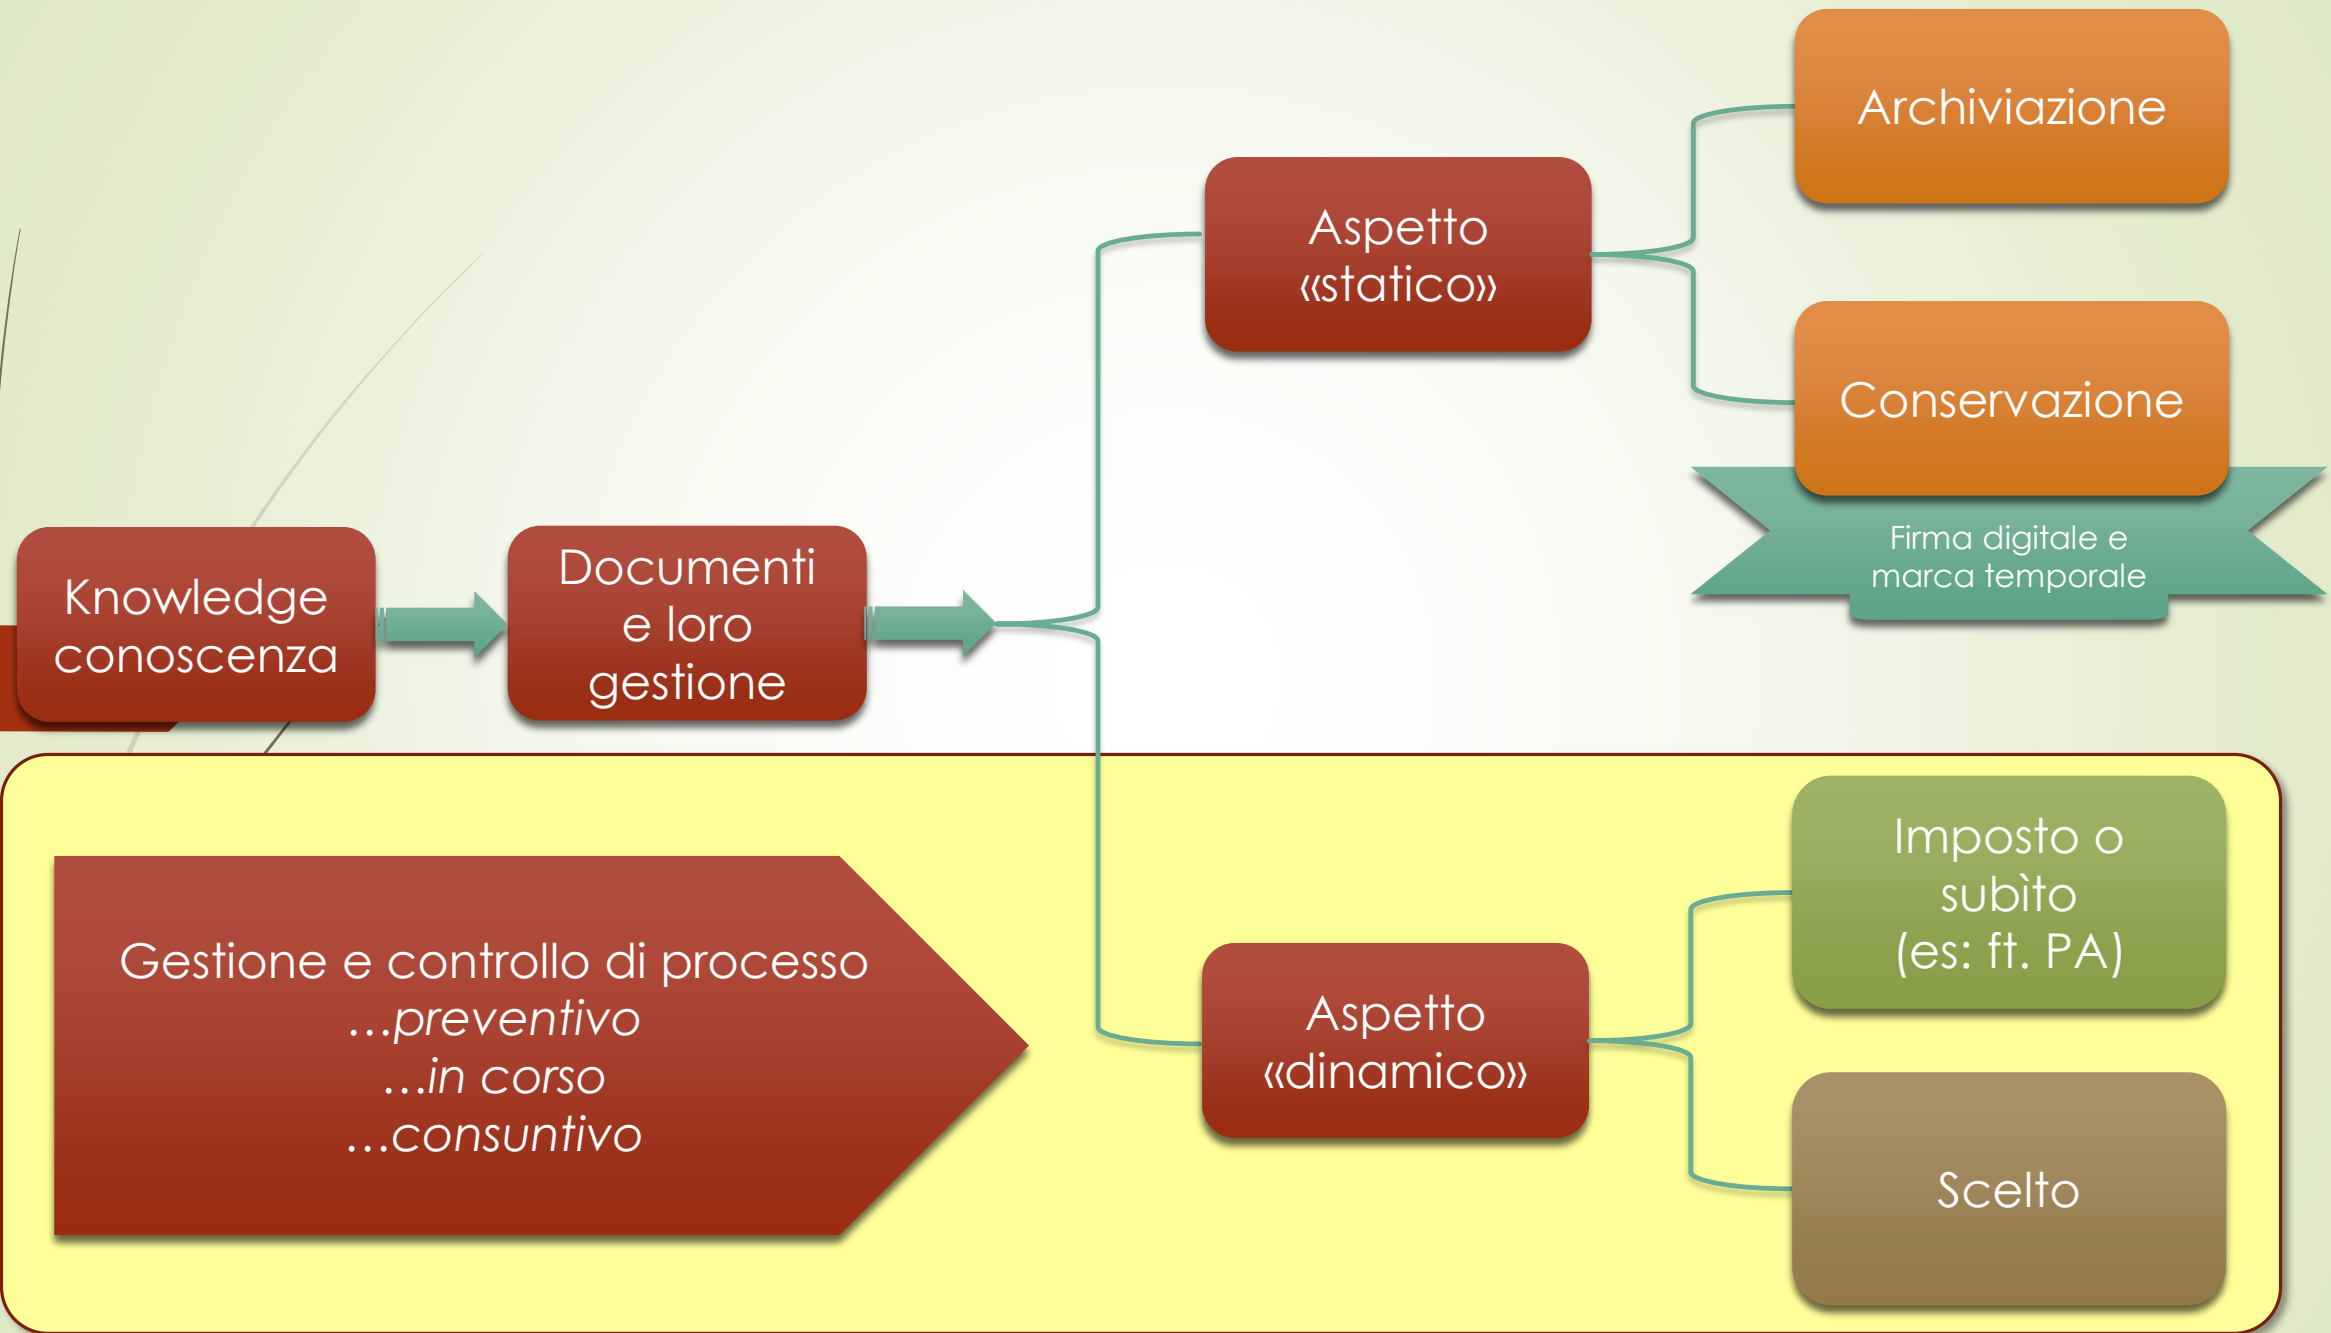 Archiviazione
Aspetto
«statico»
Conservazione
Firma digitale e
marca temporale
Knowledge
conoscenza
Documenti
e loro
gestione
Gestione e controllo di processo
…preventivo
…in corso
…consuntivo
Aspetto
«dinamico»
Imposto o
subìto
(es: ft. PA)
Scelto